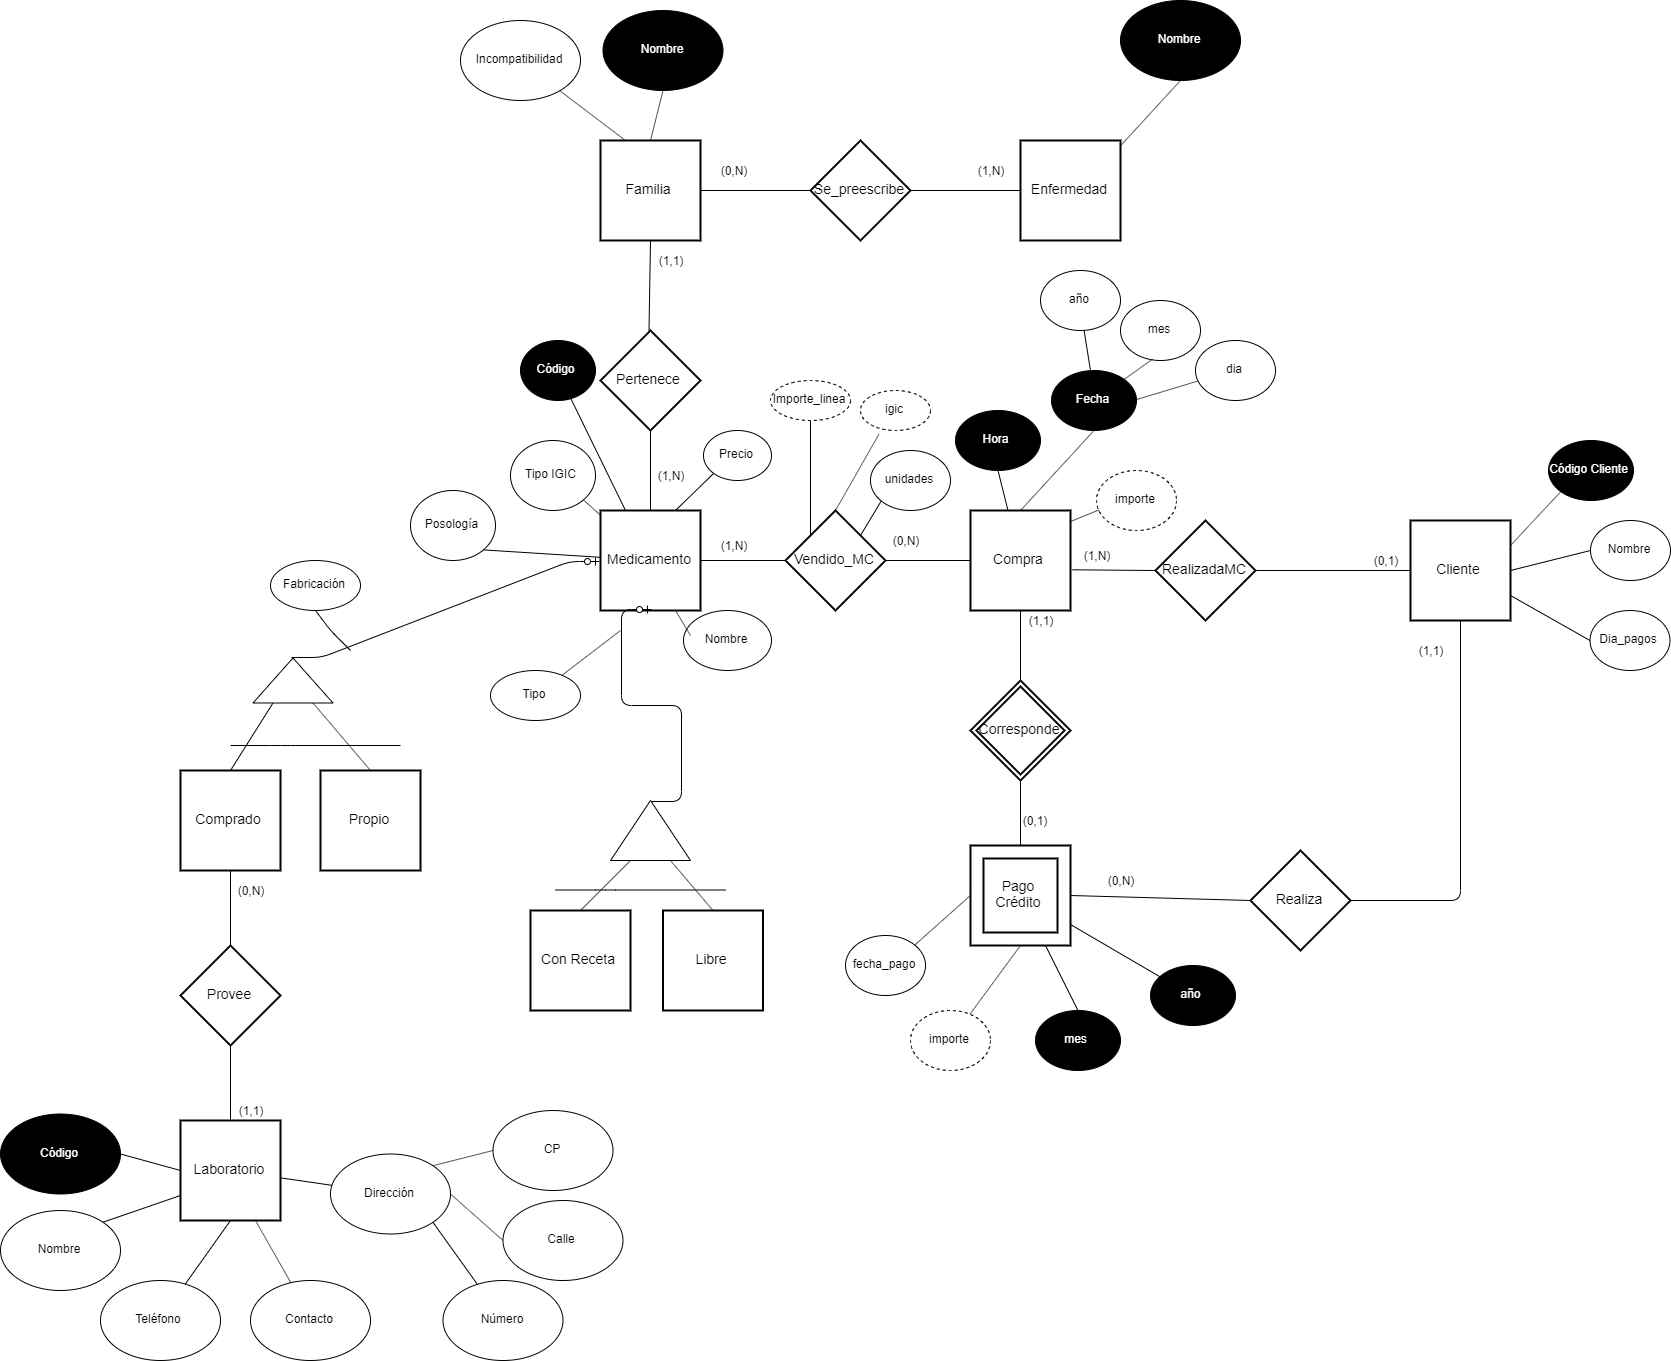 Nombre
Nombre
Incompatibilidad
(0,N)
(1,N)
Familia
Se_preescribe
Enfermedad
(1,1)
año
mes
dia
Código
Pertenece
Importe_linea
igic
Fecha
Hora
Precio
Tipo IGIC
(1,N)
unidades
Código Cliente
importe
Posología
(1,N)
(0,N)
Nombre
Medicamento
Vendido_MC
Compra
(1,N)
RealizadaMC
(0,1)
Cliente
Fabricación
(1,1)
Nombre
Dia_pagos
(1,1)
Tipo
Corresponde
Comprado
Propio
(0,1)
(0,N)
(0,N)
Pago
Crédito
Realiza
Con Receta
Libre
fecha_pago
Provee
año
importe
mes
(1,1)
Código
Laboratorio
CP
Dirección
Calle
Nombre
Teléfono
Contacto
Número